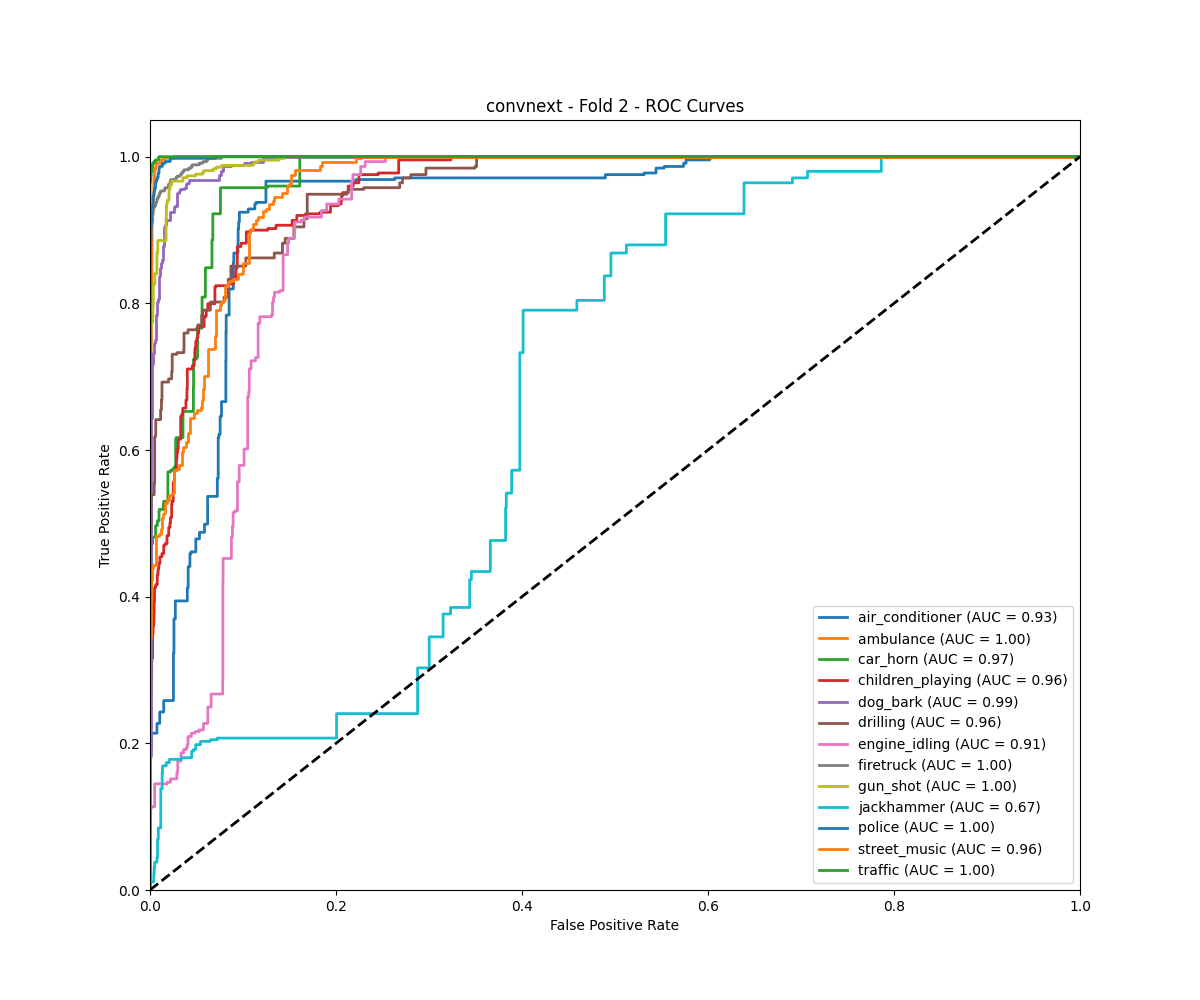 convnext - Fold 2 - ROC Curves
1.0
0.8
0.6
0.4
0.2
0.0
True Positive Rate
0.0 0.2 0.4 0.6 0.8 1.0
False Positive Rate
air_conditioner (AUC = 0.93)
ambulance (AUC = 1.00)
car_horn (AUC = 0.97)
children_playing (AUC = 0.96)
dog_bark (AUC = 0.99)
drilling (AUC = 0.96)
engine_idling (AUC = 0.91)
firetruck (AUC = 1.00)
gun_shot (AUC = 1.00)
jackhammer (AUC = 0.67)
police (AUC = 1.00)
street_music (AUC = 0.96)
traffic (AUC = 1.00)